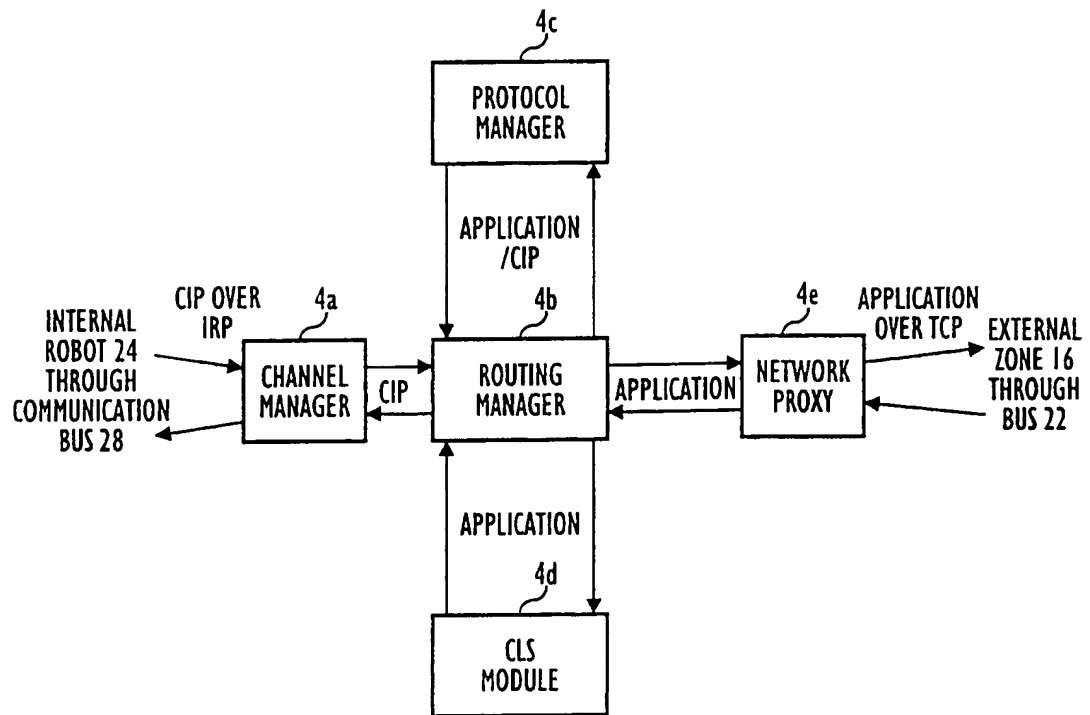 4c
PROTOCOL
MANAGER
APPLICATION
/CIP
CIP OVER
IRP
4a
4b
4e
APPLICATION
OVER TCP
INTERNAL
ROBOT 24
THROUGH
COMMUNICATION
BUS 28
CHANNEL
MANAGER
CIP
ROUTING
MANAGER
APPLICATION
NETWORK
PROXY
EXTERNAL
ZONE 16
THROUGH
BUS 22
APPLICATION
4d
CLS
MODULE